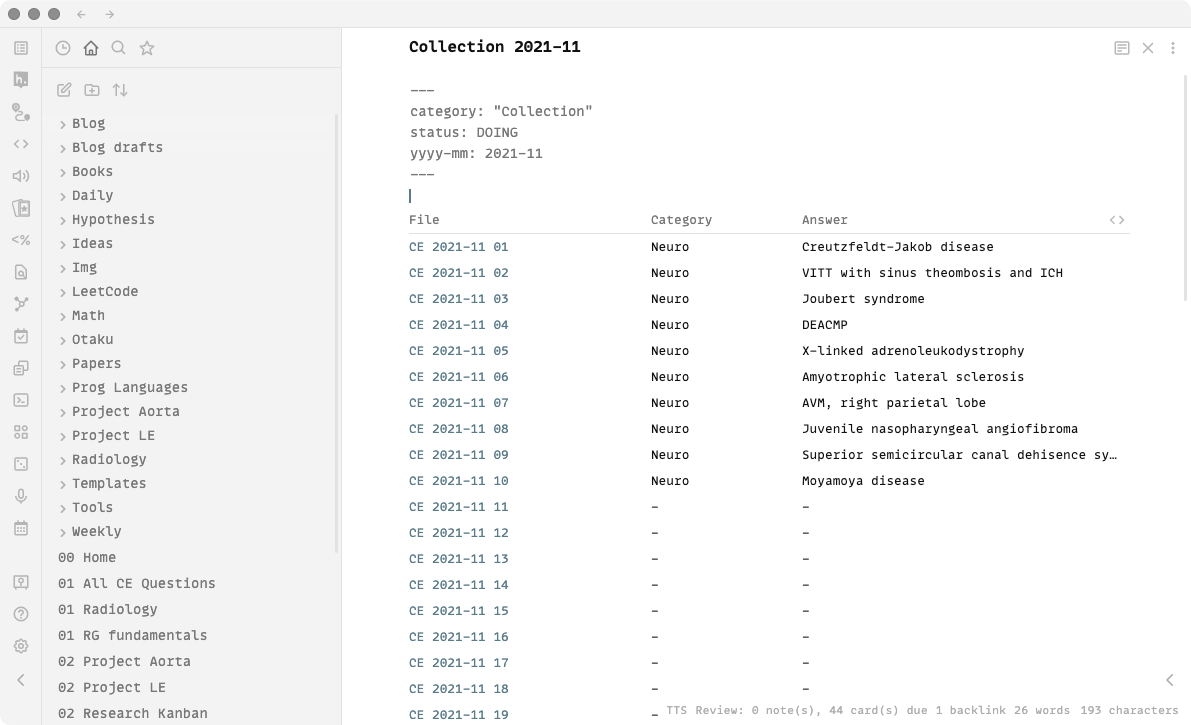 Collection 2021-11
---
category: "Collection"
status: DOING
yyyy-mm: 2021-11
---
File Category Answer <>
CE 2021-11 01 Neuro Creutzfeldt-Jakob disease
CE 2021-11 02 Neuro VITT with sinus theombosis and ICH
CE 2021-11 03 Neuro Joubert syndrome
CE 2021-11 04 Neuro DEACMP
CE 2021-11 05 Neuro X-linked adrenoleukodystrophy
CE 2021-11 06 Neuro Amyotrophic lateral sclerosis
CE 2021-11 07 Neuro AVM, right parietal lobe
CE 2021-11 08 Neuro Juvenile nasopharyngeal angiofibroma
CE 2021-11 09 Neuro Superior semicircular canal dehisence sy…
CE 2021-11 10 Neuro Moyamoya disease
CE 2021-11 11 - -
CE 2021-11 12 - -
CE 2021-11 13 - -
CE 2021-11 14 - -
CE 2021-11 15 - -
CE 2021-11 16 - -
CE 2021-11 17 - -
CE 2021-11 18 - -
CE 2021-11 19 -
Blog
Blog drafts
Books
Daily
Hypothesis
Ideas
Img
LeetCode
Math
Otaku
Papers
Prog Languages
Project Aorta
Project LE
Radiology
Templates
Tools
Weekly
00 Home
01 All CE Questions
01 Radiology
01 RG fundamentals
02 Project Aorta
02 Project LE
02 Research Kanban
h.
<%
TTS Review: 0 note(s), 44 card(s) due 1 backlink 26 words 193 characters